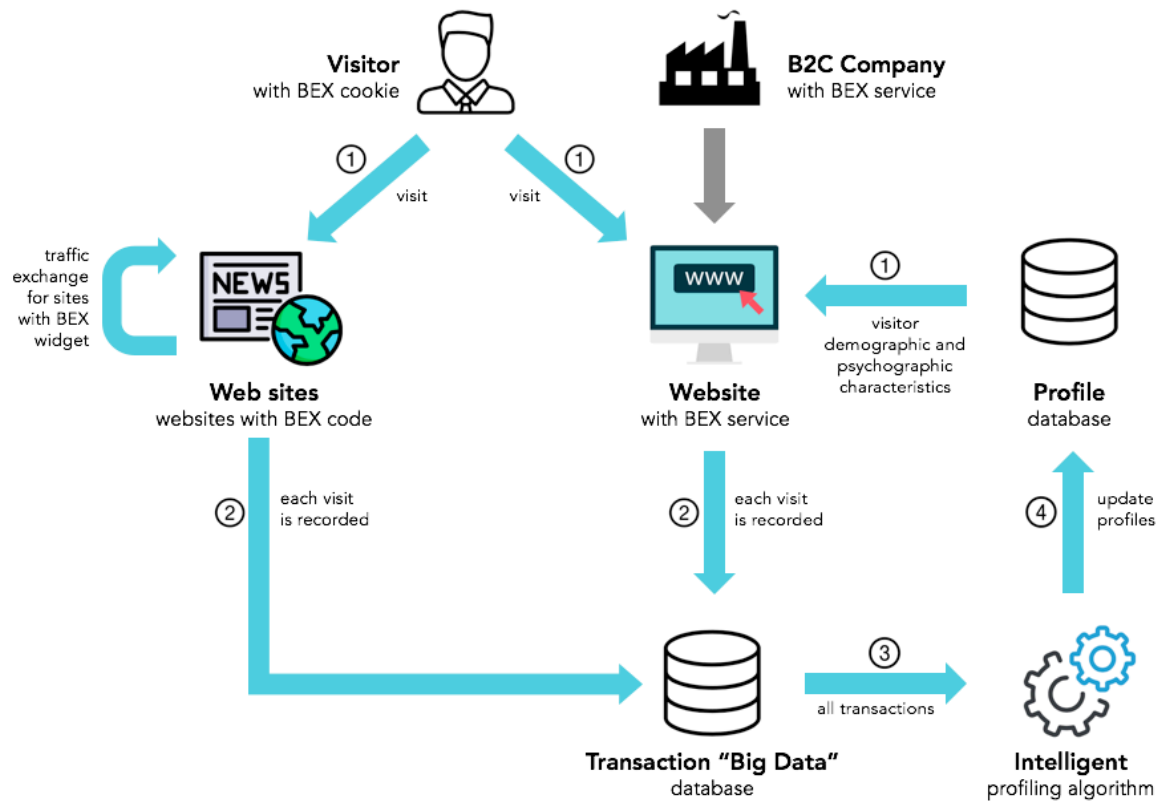 Visitor
with BEX cookie
B2C Company
with BEX service
1
visit
1
visit
traffic
exchange
for sites
with BEX
widget
NEWS
www
1
visitor
demographic and
psychographic
characteristics
Web sites
websites with BEX code
Website
with BEX service
Profile
database
2
each visit
is recorded
2
each visit
is recorded
4
update
profiles
3
all transactions
Transaction “Big Data”
database
Intelligent
profiling algorithm